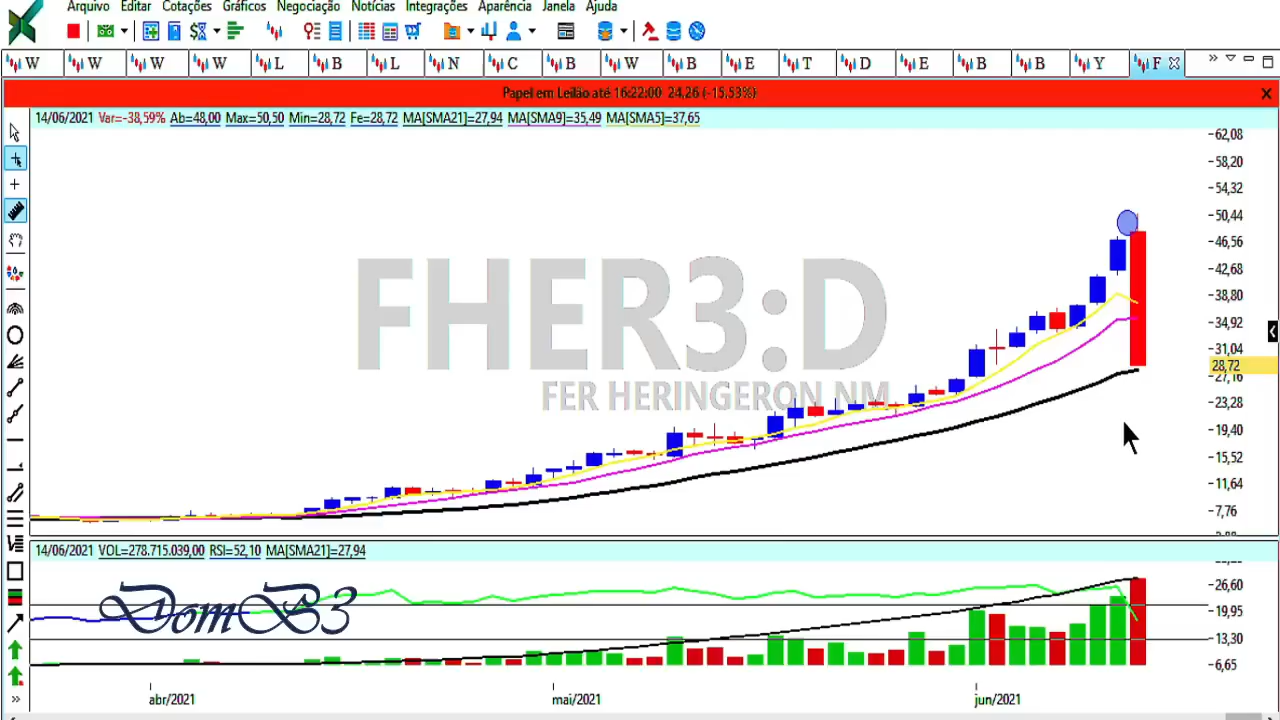 Arquivo Editar Cotações Gráficos Negociação Notícias Integrações Aparência Janela Ajuda
W W W W L B L N C B W B E T D E B B Y F
Papel em Leilão até 16:22:00 24,26 (-15,53%)
14/06/2021 Var=-38,59% Ab=48,00 Max=50,50 Min=28,72 Fe=28,72 MA[SMA21]=27,94 MA[SMA9]=35,49 MA[SMA5]=37,65
62,08
58,20
54,32
50,44
46,56
42,68
38,80
34,92
31,04
28,72
27,16
23,28
19,40
15,52
11,64
7,76
FHER3:D
FER HERINGERON NM
14/06/2021 VOL=278.715.039,00 RSI=52,10 MA[SMA21]=27,94
26,60
19,95
13,30
6,65
DomB3
abr/2021 mai/2021 jun/2021